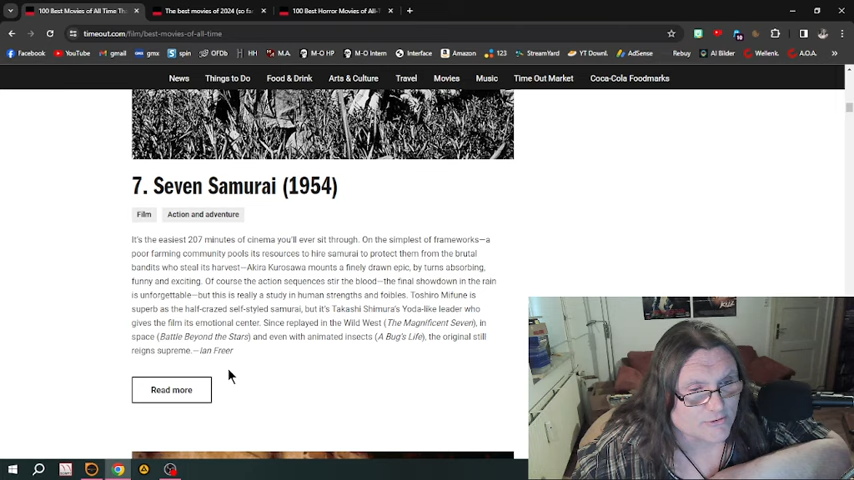 100 Best Movies of All Time Th
The best movies of 2024 (so fa
100 Best Horror Movies of All-T
timeout.com/film/best-movies-of-all-time
Facebook YouTube gmail gmx spin OFDb HH M.A. M-O HP M-O Intern Interface Amazon 123 StreamYard YT Downl. AdSense Rebuy AI Bilder Wellenk. A.O.A.
News Things to Do Food & Drink Arts & Culture Travel Movies Music Time Out Market Coca-Cola Foodmarks
7. Seven Samurai (1954)
Film Action and adventure
It's the easiest 207 minutes of cinema you'll ever sit through. On the simplest of frameworks—a
poor farming community pools its resources to hire samurai to protect them from the brutal
bandits who steal its harvest—Akira Kurosawa mounts a finely drawn epic, by turns absorbing,
funny and exciting. Of course the action sequences stir the blood—the final showdown in the rain
is unforgettable—but this is really a study in human strengths and foibles. Toshiro Mifune is
superb as the half-crazed self-styled samurai, but it's Takashi Shimura's Yoda-like leader who
gives the film its emotional center. Since replayed in the Wild West (The Magnificent Seven), in
space (Battle Beyond the Stars) and even with animated insects (A Bug's Life), the original still
reigns supreme.—Ian Freer
Read more